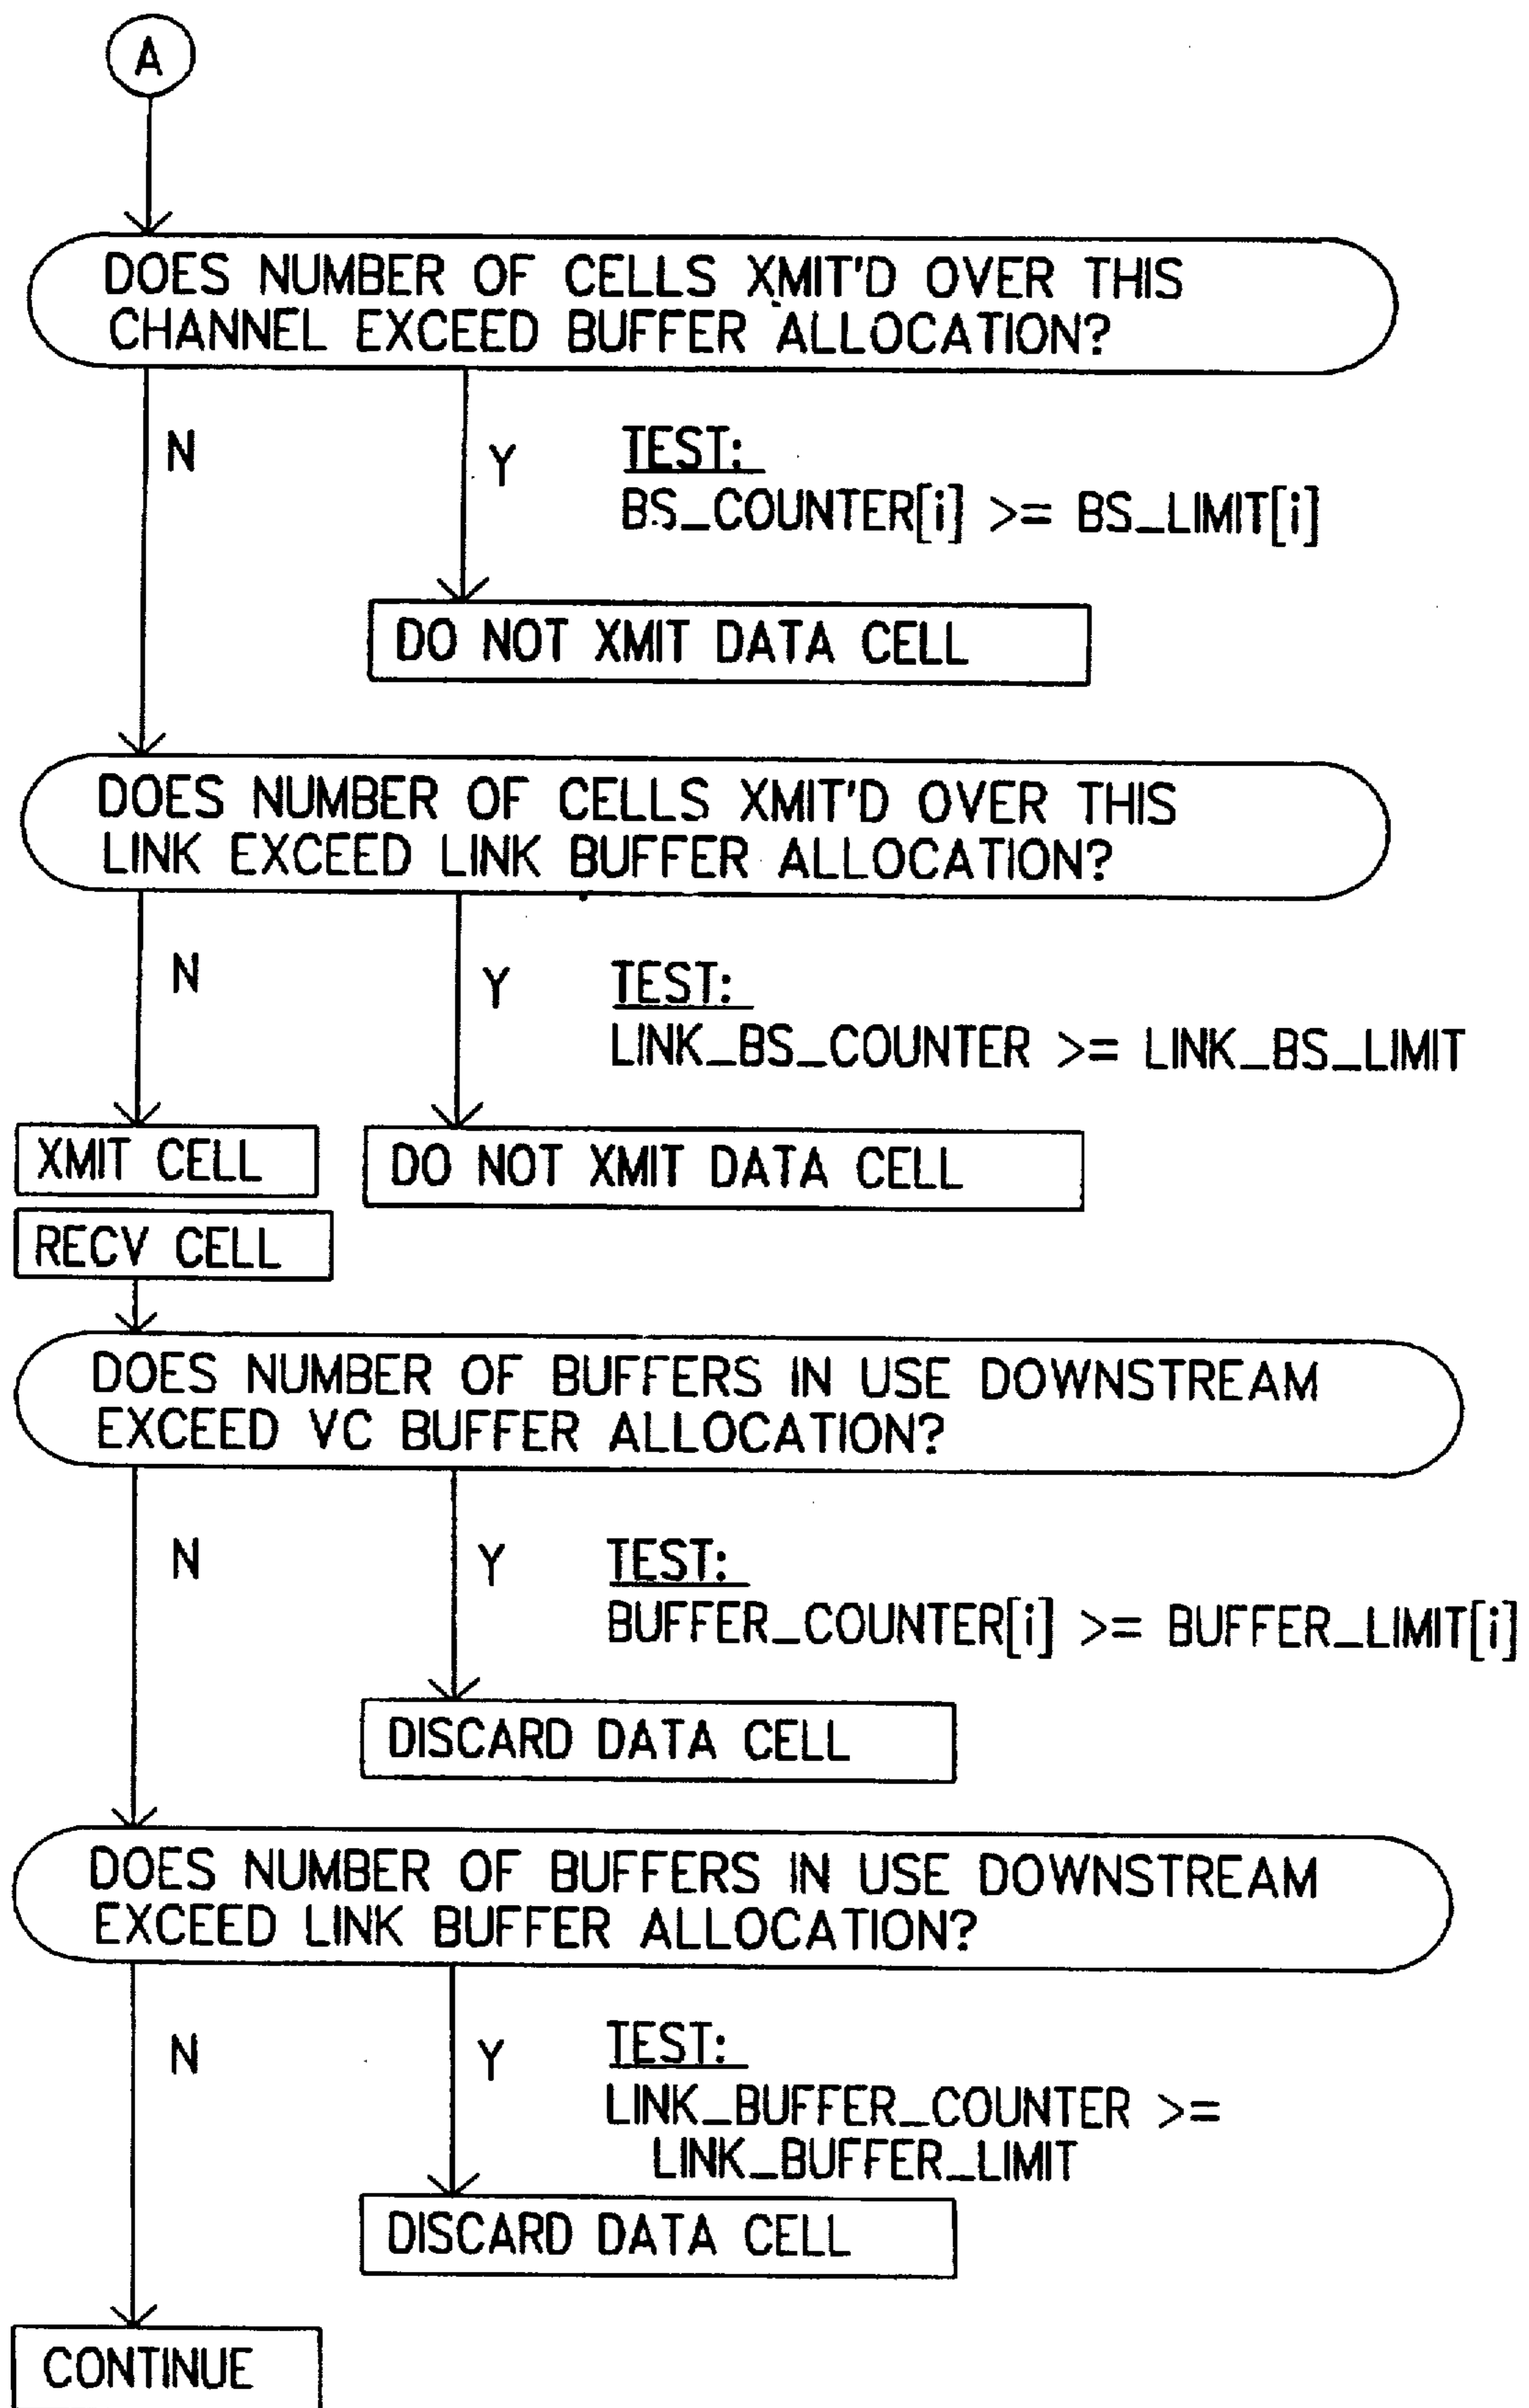 A
DOES NUMBER OF CELLS XMIT'D OVER THIS
CHANNEL EXCEED BUFFER ALLOCATION?
N
Y
TEST:
BS_COUNTER[i] >= BS_LIMIT[i]
DO NOT XMIT DATA CELL
DOES NUMBER OF CELLS XMIT'D OVER THIS
LINK EXCEED LINK BUFFER ALLOCATION?
N
Y
TEST:
LINK_BS_COUNTER >= LINK_BS_LIMIT
XMIT CELL
DO NOT XMIT DATA CELL
RECV CELL
DOES NUMBER OF BUFFERS IN USE DOWNSTREAM
EXCEED VC BUFFER ALLOCATION?
N
Y
TEST:
BUFFER_COUNTER[i] >= BUFFER_LIMIT[i]
DISCARD DATA CELL
DOES NUMBER OF BUFFERS IN USE DOWNSTREAM
EXCEED LINK BUFFER ALLOCATION?
N
Y
TEST:
LINK_BUFFER_COUNTER >=
LINK_BUFFER_LIMIT
DISCARD DATA CELL
CONTINUE